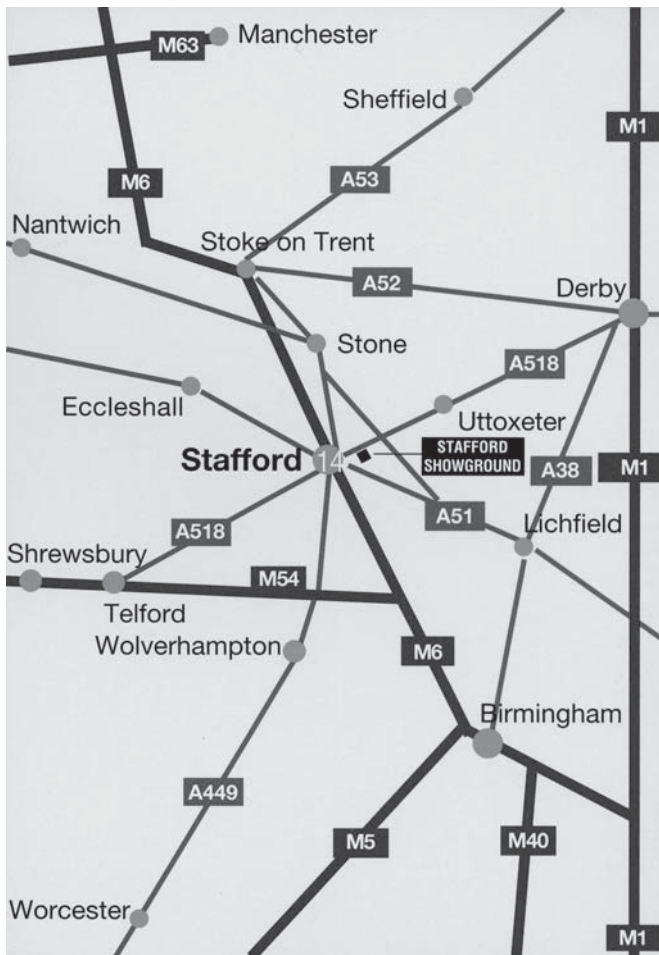 Manchester
M63
Sheffield
M1
M6
A53
Nantwich
Stoke on Trent
A52
Derby
Stone
A518
Eccleshall
Uttoxeter
Stafford
14
STAFFORD
SHOWGROUND
A38
M1
A51
Lichfield
A518
Shrewsbury
M54
Telford
Wolverhampton
M6
Birmingham
A449
M5
M40
Worcester
M1